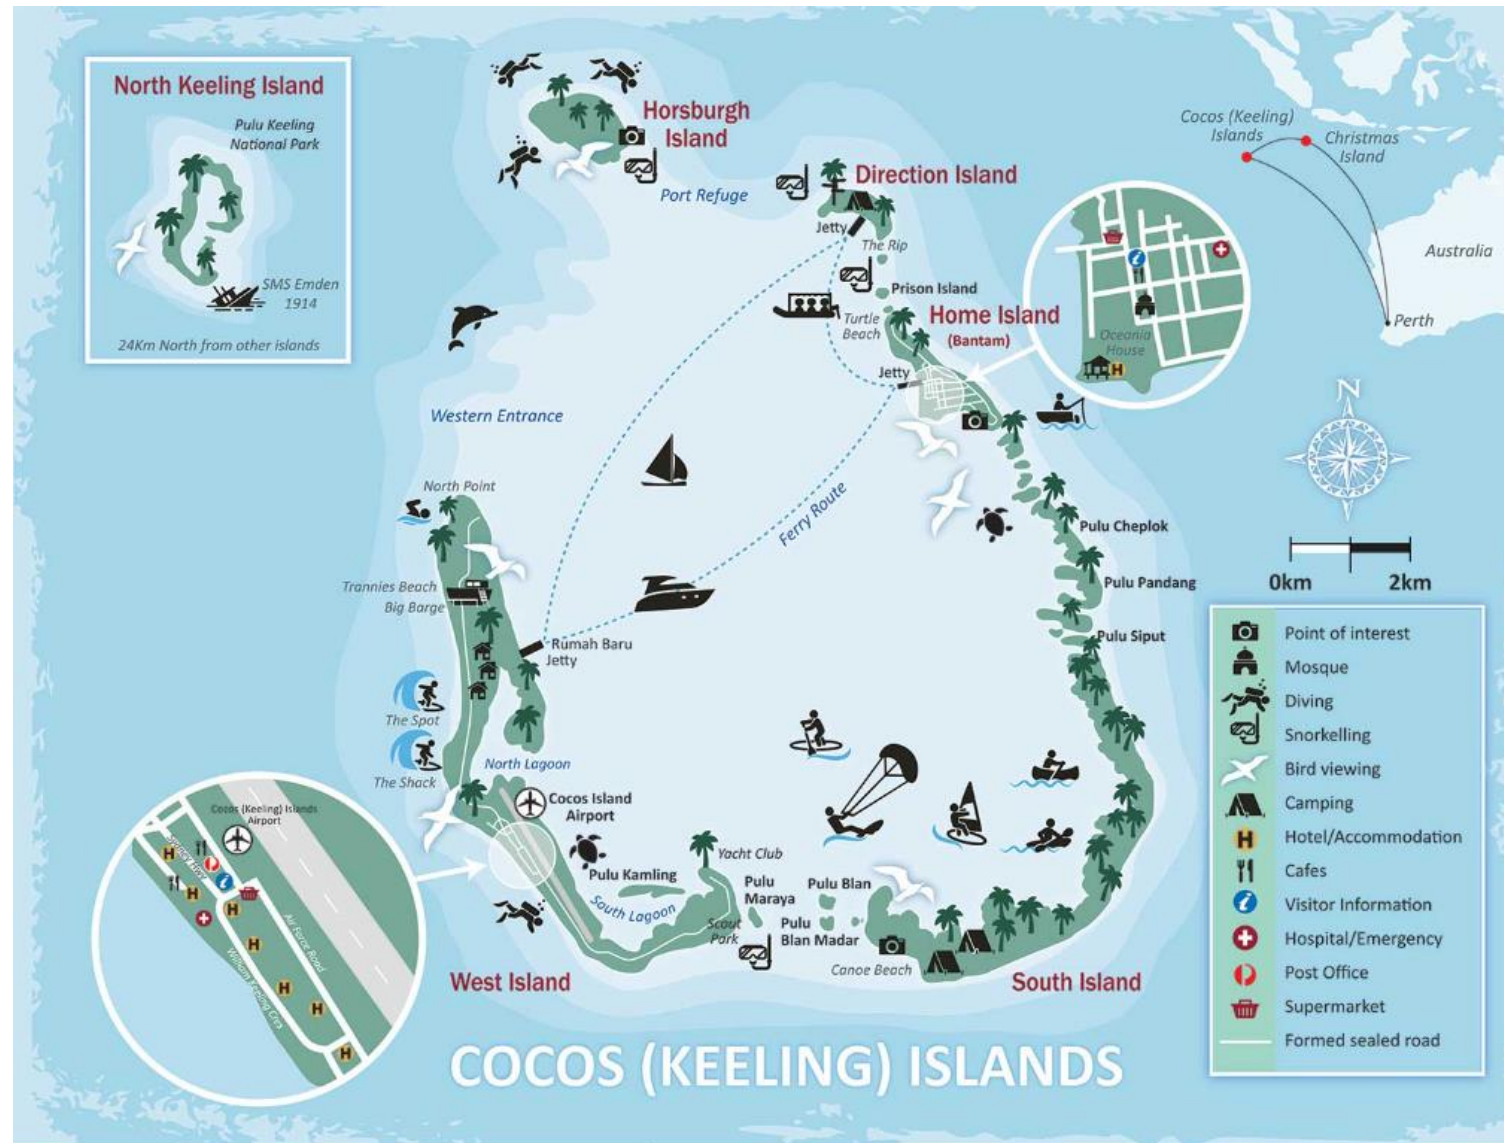 North Keeling Island
Pulu Keeling
National Park
SMS Emden
1914
24Km North from other islands
Horsburgh
Island
Port Refuge
Direction Island
Jetty
The Rip
Prison Island
Turtle
Beach
Home Island
(Bantam)
Jetty
Oceania
House
H
Cocos (Keeling)
Islands
Christmas
Island
Australia
Perth
N
Western Entrance
North Point
Ferry Route
Trannies Beach
Big Barge
Rumah Baru
Jetty
The Spot
The Shack
North Lagoon
Cocos Island
Airport
Pulu Cheplok
Pulu Pandang
Pulu Siput
0km
2km
Cocos (Keeling) Islands
Airport
Sydney Hwy
Air Force Road
William Keeling Cres
H
H
H
H
H
H
H
Pulu Kamling
South Lagoon
Yacht Club
Scout
Park
Pulu
Maraya
Pulu Blan
Pulu
Blan Madar
Canoe Beach
West Island
South Island
Point of interest
Mosque
Diving
Snorkelling
Bird viewing
Camping
H
Hotel/Accommodation
Cafes
i
Visitor Information
Hospital/Emergency
Post Office
Supermarket
Formed sealed road
COCOS (KEELING) ISLANDS